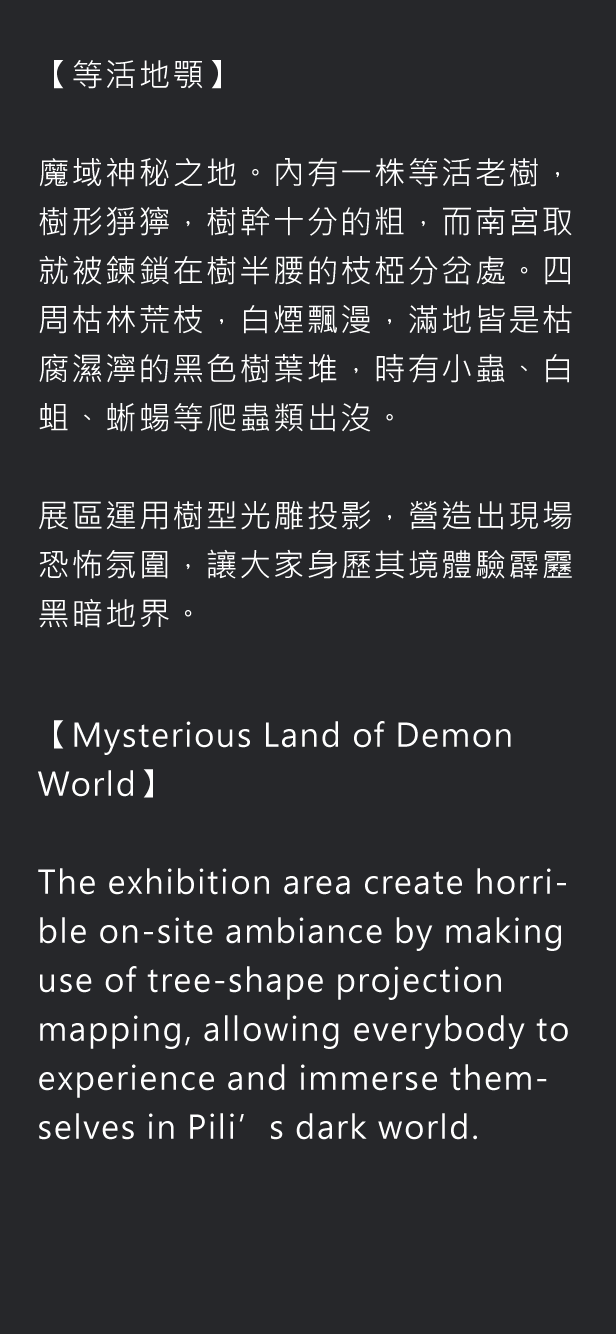 【等活地顎】
魔域神秘之地。內有一株等活老樹，
樹形猙獰，樹幹十分的粗，而南宮取
就被鍊鎖在樹半腰的枝椏分岔處。四
周枯林荒枝，白煙飄漫，滿地皆是枯
腐濕濘的黑色樹葉堆，時有小蟲、白
蛆、蜥蜴等爬蟲類出沒。
展區運用樹型光雕投影，營造出現場
恐怖氛圍，讓大家身歷其境體驗霹靂
黑暗地界。
【Mysterious Land of Demon
World】
The exhibition area create horri-
ble on-site ambiance by making
use of tree-shape projection
mapping, allowing everybody to
experience and immerse them-
selves in Pili’s dark world.